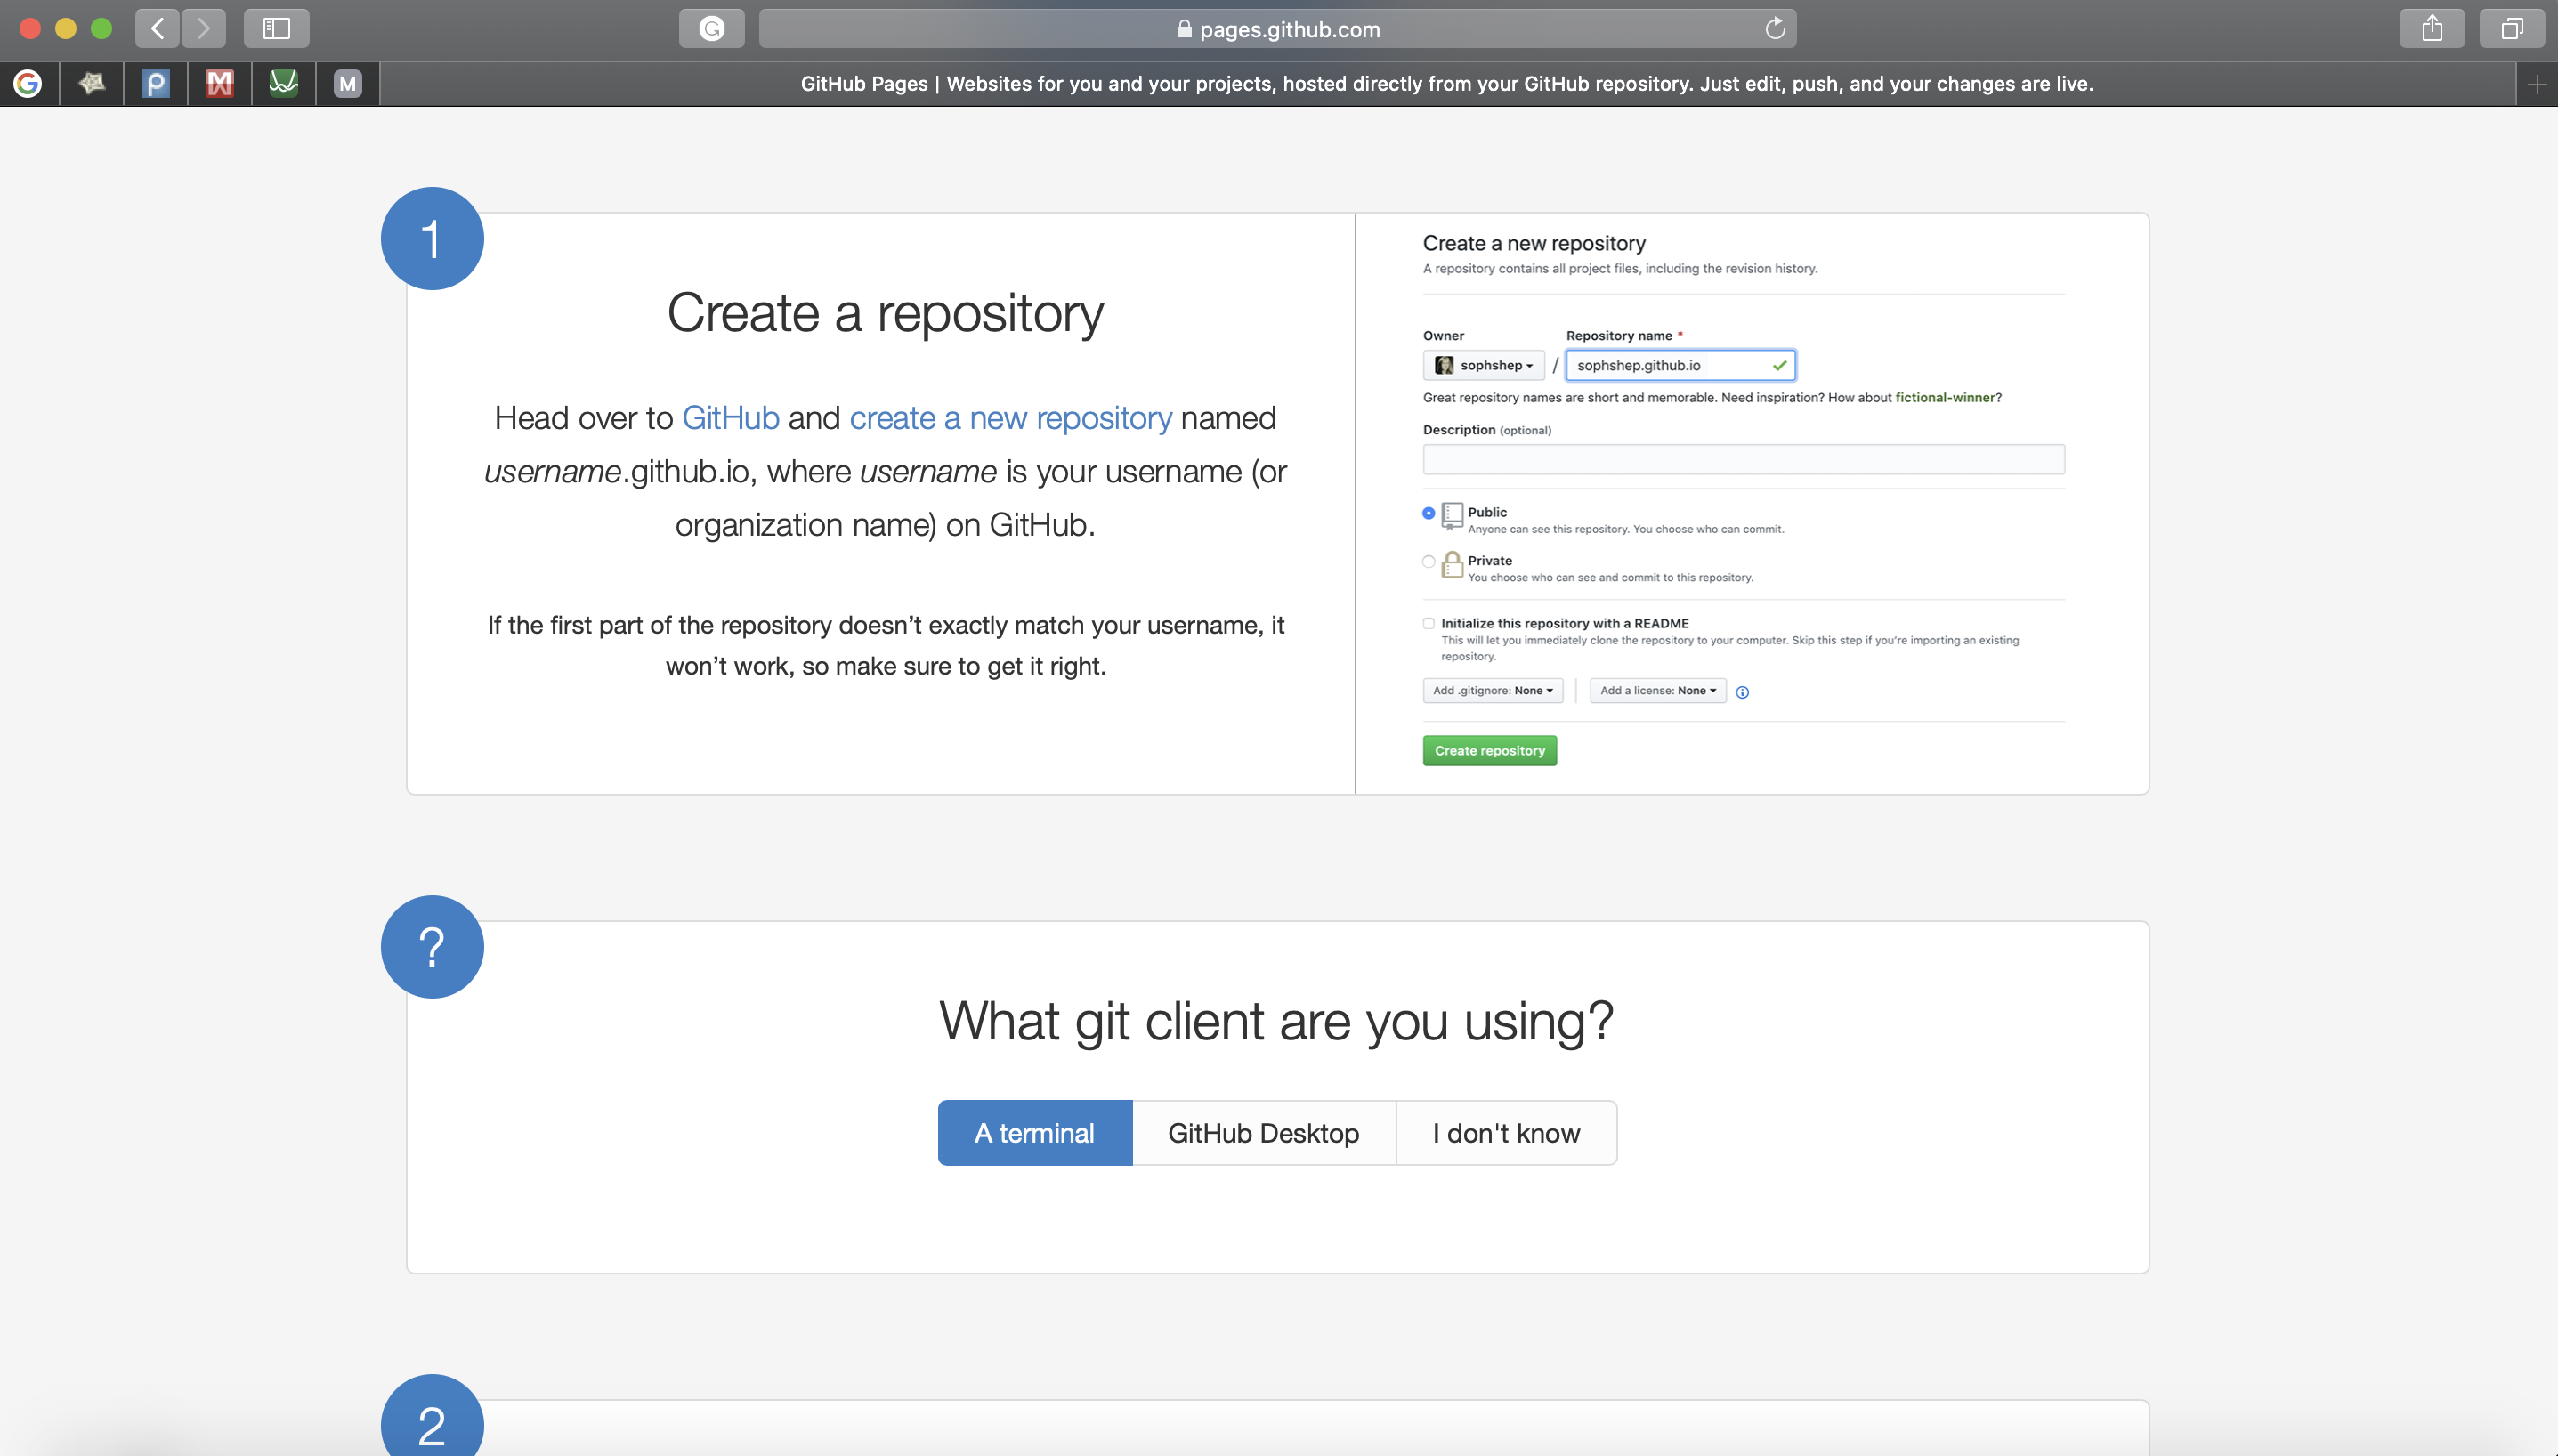 pages.github.com
M
GitHub Pages | Websites for you and your projects, hosted directly from your GitHub repository. Just edit, push, and your changes are live.
1
Create a repository
Head over to GitHub and create a new repository named
username.github.io, where username is your username (or
organization name) on GitHub.
If the first part of the repository doesn’t exactly match your username, it
won’t work, so make sure to get it right.
Create a new repository
A repository contains all project files, including the revision history.
Owner
Repository name *
sophshep / sophshep.github.io
Great repository names are short and memorable. Need inspiration? How about fictional-winner?
Description (optional)
Public
Anyone can see this repository. You choose who can commit.
Private
You choose who can see and commit to this repository.
Initialize this repository with a README
This will let you immediately clone the repository to your computer. Skip this step if you’re importing an existing
repository.
Add .gitignore: None
Add a license: None
Create repository
?
What git client are you using?
A terminal
GitHub Desktop
I don't know
2